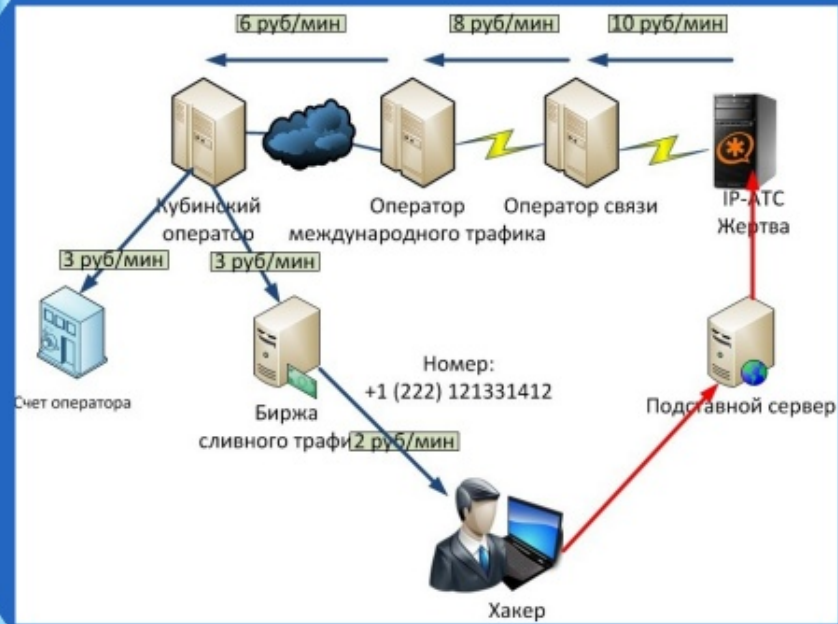 6 руб/мин
8 руб/мин
10 руб/мин
Кубинский
оператор
Оператор
международного трафика
Оператор связи
IP-АТС
Жертва
3 руб/мин
3 руб/мин
Счет оператора
Биржа
сливного трафи
2 руб/мин
Номер:
+1 (222) 121331412
Подставной сервер
Хакер